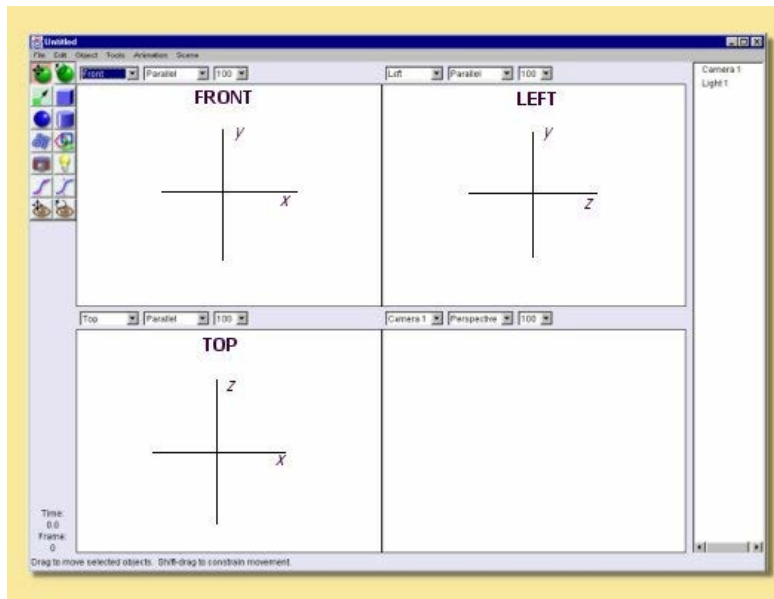 Untitled
File Edit Object Tools Animation Scene
Front Parallel 100 Left Parallel 100
Camera 1
Light 1
FRONT LEFT
y y
x z
Top Parallel 100 Camera 1 Perspective 100
TOP
z
x
Time:
0.0
Frame:
0
Drag to move selected objects. Shift-drag to constrain movement.